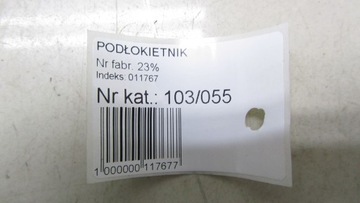 PODŁOKIETNIK
Nr fabr. 23%
Indeks: 011767
Nr kat.: 103/055
1 000000 117677